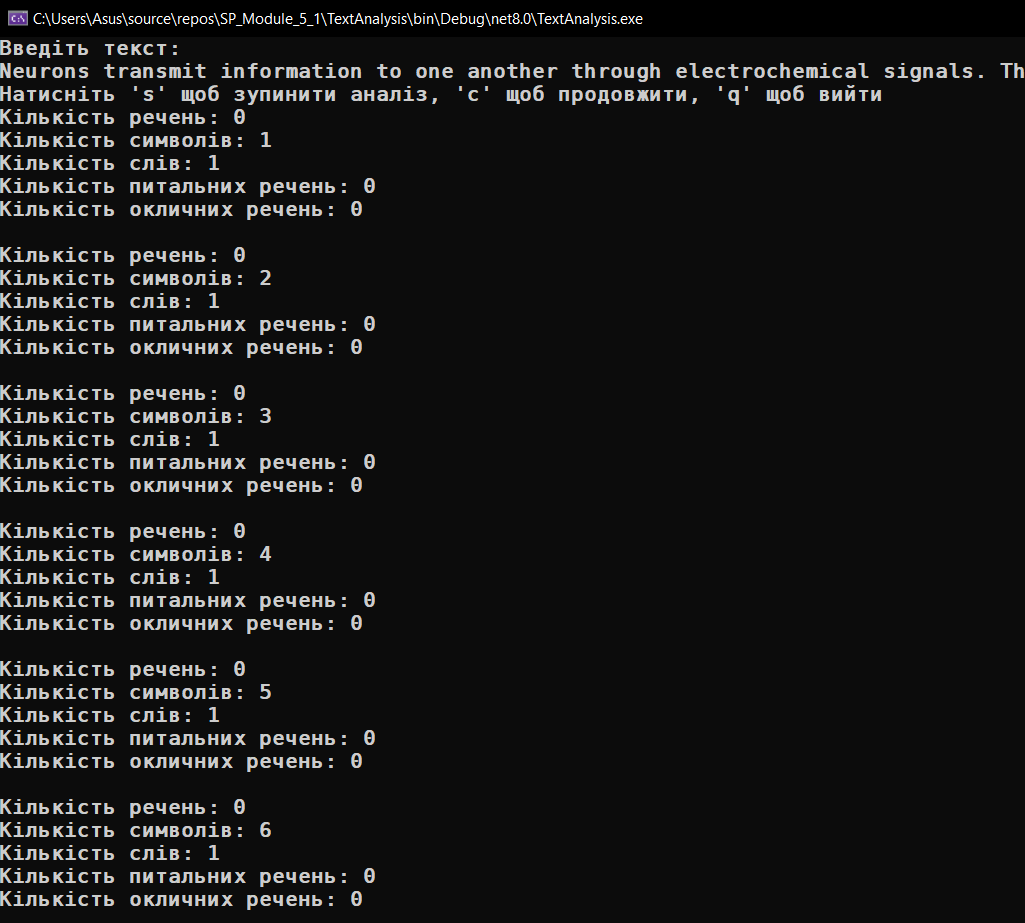 C:\Users\Asus\source\repos\SP_Module_5_1\TextAnalysis\bin\Debug\net8.0\TextAnalysis.exe
Введіть текст:
Neurons transmit information to one another through electrochemical signals. Th
Натисніть 's' щоб зупинити аналіз, 'c' щоб продовжити, 'q' щоб вийти
Кількість речень: 0
Кількість символів: 1
Кількість слів: 1
Кількість питальних речень: 0
Кількість окличних речень: 0
Кількість речень: 0
Кількість символів: 2
Кількість слів: 1
Кількість питальних речень: 0
Кількість окличних речень: 0
Кількість речень: 0
Кількість символів: 3
Кількість слів: 1
Кількість питальних речень: 0
Кількість окличних речень: 0
Кількість речень: 0
Кількість символів: 4
Кількість слів: 1
Кількість питальних речень: 0
Кількість окличних речень: 0
Кількість речень: 0
Кількість символів: 5
Кількість слів: 1
Кількість питальних речень: 0
Кількість окличних речень: 0
Кількість речень: 0
Кількість символів: 6
Кількість слів: 1
Кількість питальних речень: 0
Кількість окличних речень: 0